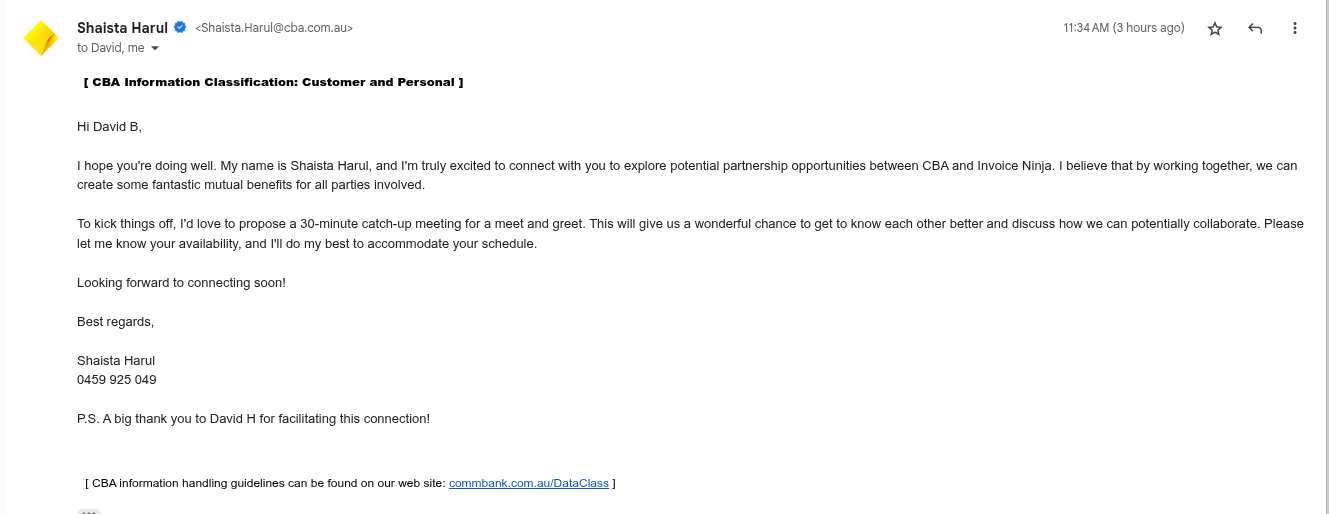 Shaista Harul <Shaista.Harul@cba.com.au> 11:34 AM (3 hours ago)
to David, me
[ CBA Information Classification: Customer and Personal ]
Hi David B,
I hope you're doing well. My name is Shaista Harul, and I'm truly excited to connect with you to explore potential partnership opportunities between CBA and Invoice Ninja. I believe that by working together, we can
create some fantastic mutual benefits for all parties involved.
To kick things off, I'd love to propose a 30-minute catch-up meeting for a meet and greet. This will give us a wonderful chance to get to know each other better and discuss how we can potentially collaborate. Please
let me know your availability, and I'll do my best to accommodate your schedule.
Looking forward to connecting soon!
Best regards,
Shaista Harul
0459 925 049
P.S. A big thank you to David H for facilitating this connection!
[ CBA information handling guidelines can be found on our web site: commbank.com.au/DataClass ]